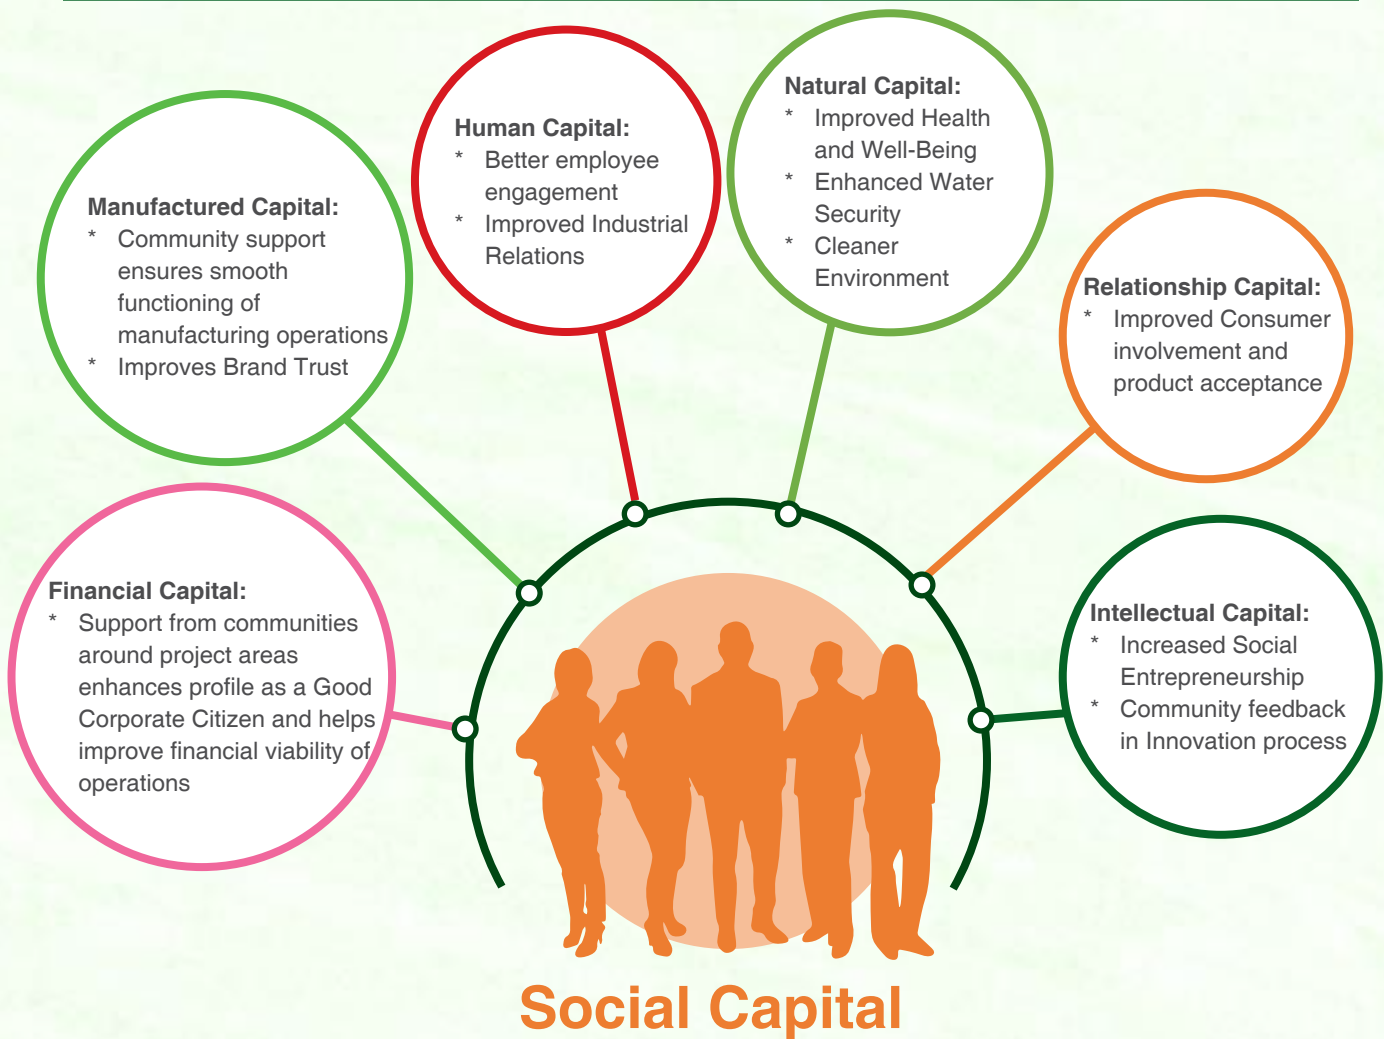 Natural Capital:
* Improved Health
and Well-Being
* Enhanced Water
Security
* Cleaner
Environment
Human Capital:
* Better employee
engagement
* Improved Industrial
Relations
Manufactured Capital:
* Community support
ensures smooth
functioning of
manufacturing operations
* Improves Brand Trust
Relationship Capital:
* Improved Consumer
involvement and
product acceptance
Financial Capital:
* Support from communities
around project areas
enhances profile as a Good
Corporate Citizen and helps
improve financial viability of
operations
Intellectual Capital:
* Increased Social
Entrepreneurship
* Community feedback
in Innovation process
Social Capital